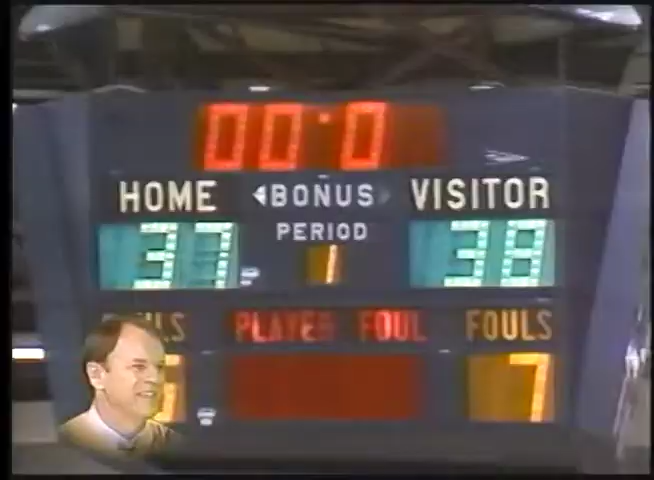 00:0
HOME ◄BONUS► VISITOR
37 PERIOD 38
1
PLAYER FOUL FOULS
7